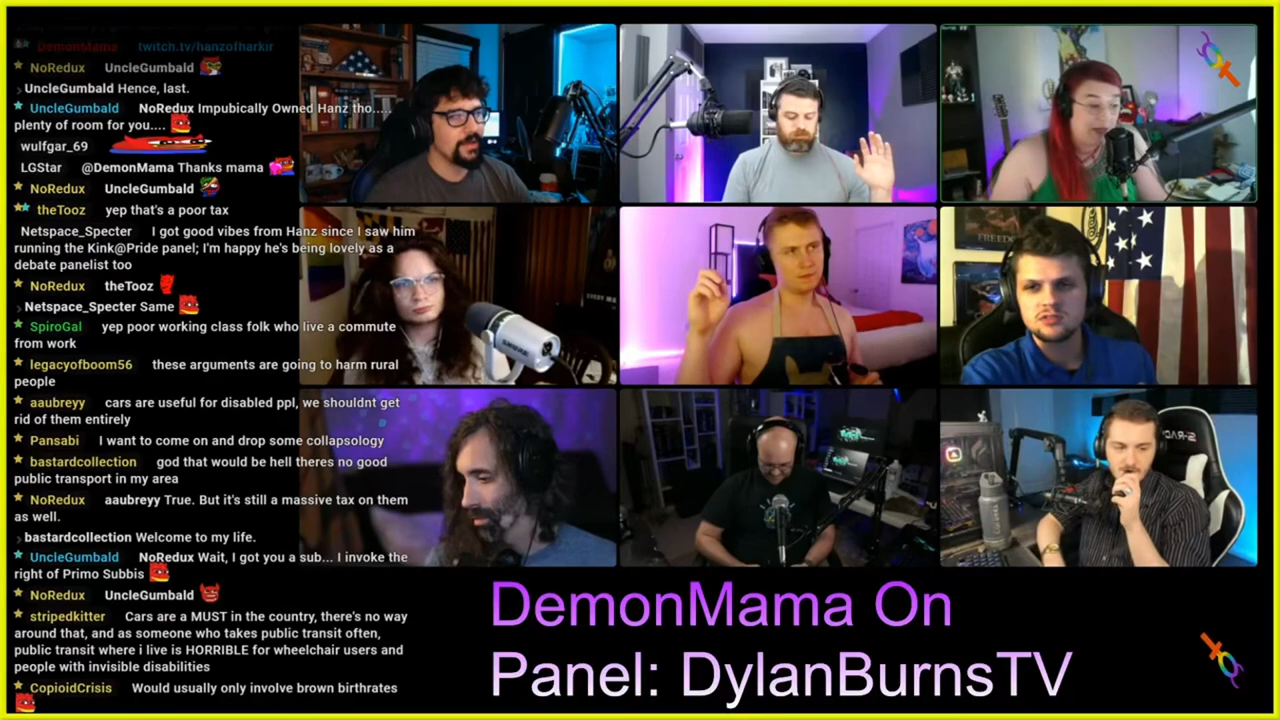 DemonMama twitch.tv/hanzofharkir
NoRedux UncleGumbald
UncleGumbald Hence, last.
UncleGumbald NoRedux Impubically Owned Hanz tho....
plenty of room for you....
wulfgar_69
LGStar @DemonMama Thanks mama
NoRedux UncleGumbald
theTooz yep that's a poor tax
Netspace_Specter I got good vibes from Hanz since I saw him
running the Kink@Pride panel; I'm happy he's being lovely as a
debate panelist too
NoRedux theTooz
Netspace_Specter Same
SpiroGal yep poor working class folk who live a commute
from work
legacyofboom56 these arguments are going to harm rural
people
aaubreyy cars are useful for disabled ppl, we shouldnt get
rid of them entirely
Pansabi I want to come on and drop some collapsology
bastardcollection god that would be hell theres no good
public transport in my area
NoRedux aaubreyy True. But it's still a massive tax on them
as well.
bastardcollection Welcome to my life.
UncleGumbald NoRedux Wait, I got you a sub... I invoke the
right of Primo Subbis
NoRedux UncleGumbald
stripedkitter Cars are a MUST in the country, there's no way
around that, and as someone who takes public transit often,
public transit where i live is HORRIBLE for wheelchair users and
people with invisible disabilities
CopioidCrisis Would usually only involve brown birthrates
SHURE
FREED
S-RAC
DemonMama On
Panel: DylanBurnsTV